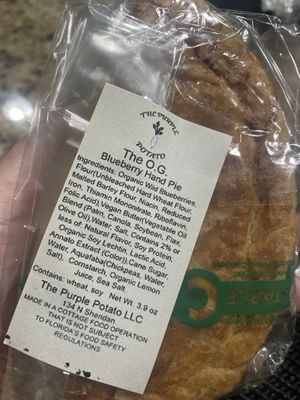 THE PURPLE
POTATO
The O.G.
Blueberry Hand Pie
Ingredients: Organic Wild Blueberries,
Flour(Unbleached Hard Wheat Flour,
Malted Barley Flour, Niacin, Reduced
Iron, Thiamin Mononitrate, Riboflavin,
Folic Acid),Vegan Butter(Vegetable Oil
Blend (Palm, Canola, Soybean, Flax,
Olive Oil),Water, Salt, Contains 2% or
less of Natural Flavor, Soy Protein,
Organic Soy Lechin, Lactic Acid,
Annato Extract (Color),Cane Sugar,
Water, Aquafaba(Chickpeas, Water,
Salt), Cornstarch, Organic Lemon
Juice, Sea Salt.
Contains: wheat, soy Net Wt. 3.9 oz
The Purple Potato LLC
134 N Sheridan
MADE IN A COTTAGE FOOD OPERATION
THAT IS NOT SUBJECT
TO FLORIDA'S FOOD SAFETY
REGULATIONS